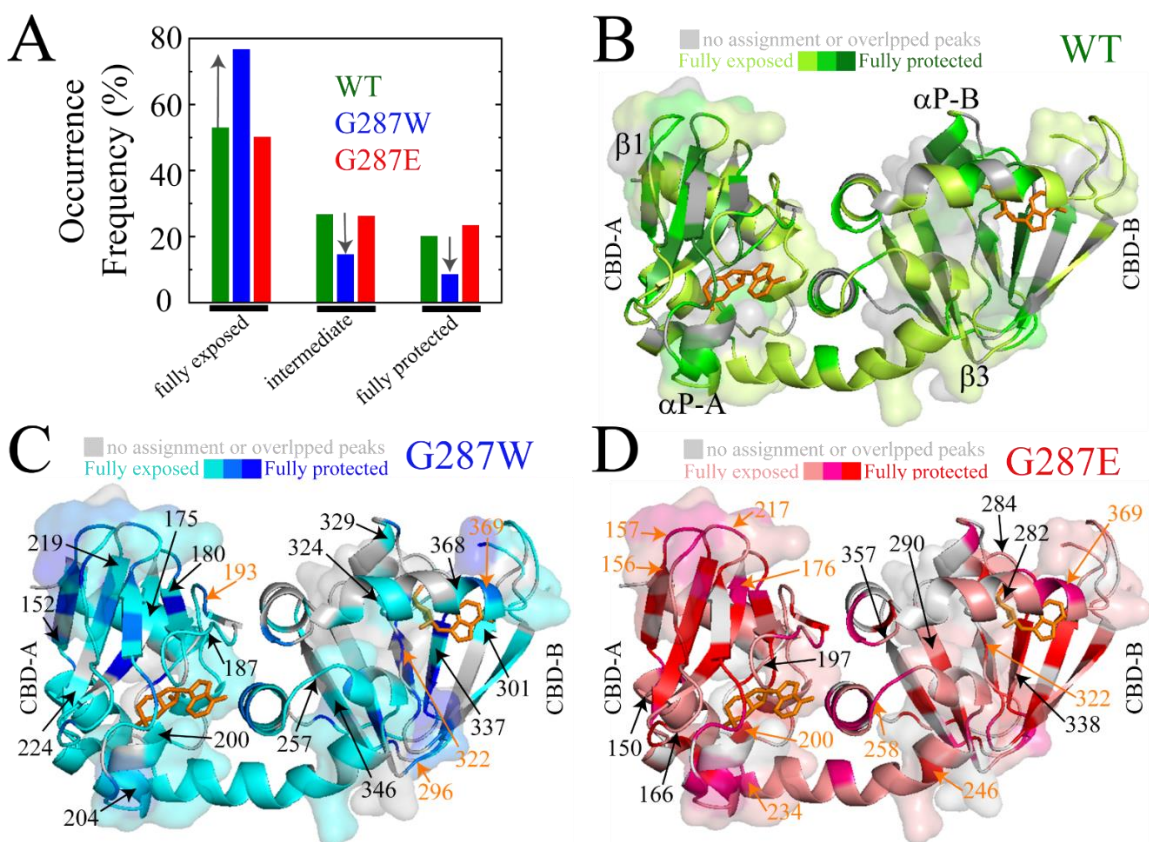 A
80
60
40
20
0
Occurrence
Frequency (%)
WT
G287W
G287E
fully exposed
intermediate
fully protected
B
no assignment or overlpped peaks
Fully exposed Fully protected
WT
β1
αP-B
CBD-A
CBD-B
αP-A
β3
C
no assignment or overlpped peaks
Fully exposed Fully protected
G287W
175
219
180
193
152
187
CBD-A
224
200
204
257
329
324
368
369
301
CBD-B
337
322
346
296
D
no assignment or overlpped peaks
Fully exposed Fully protected
G287E
217
157
156
176
CBD-A
197
150
200
166
234
284
290
282
357
369
CBD-B
322
338
258
246